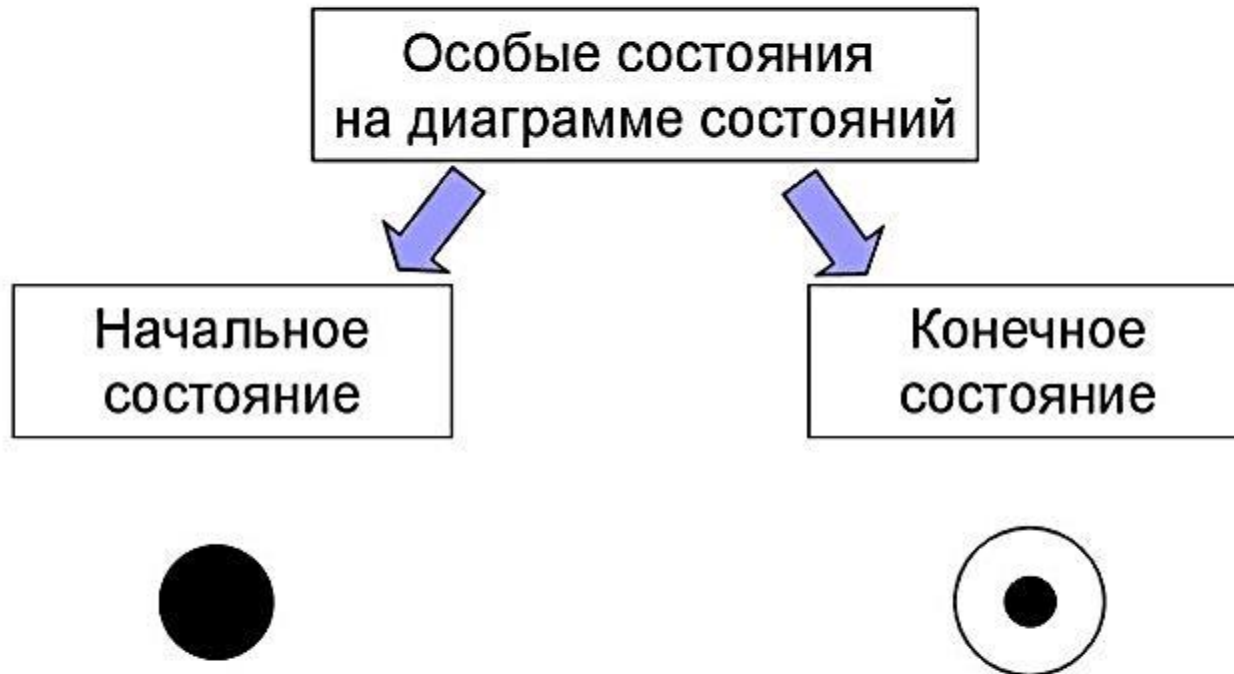 Особые состояния
на диаграмме состояний
Начальное
состояние
Конечное
состояние